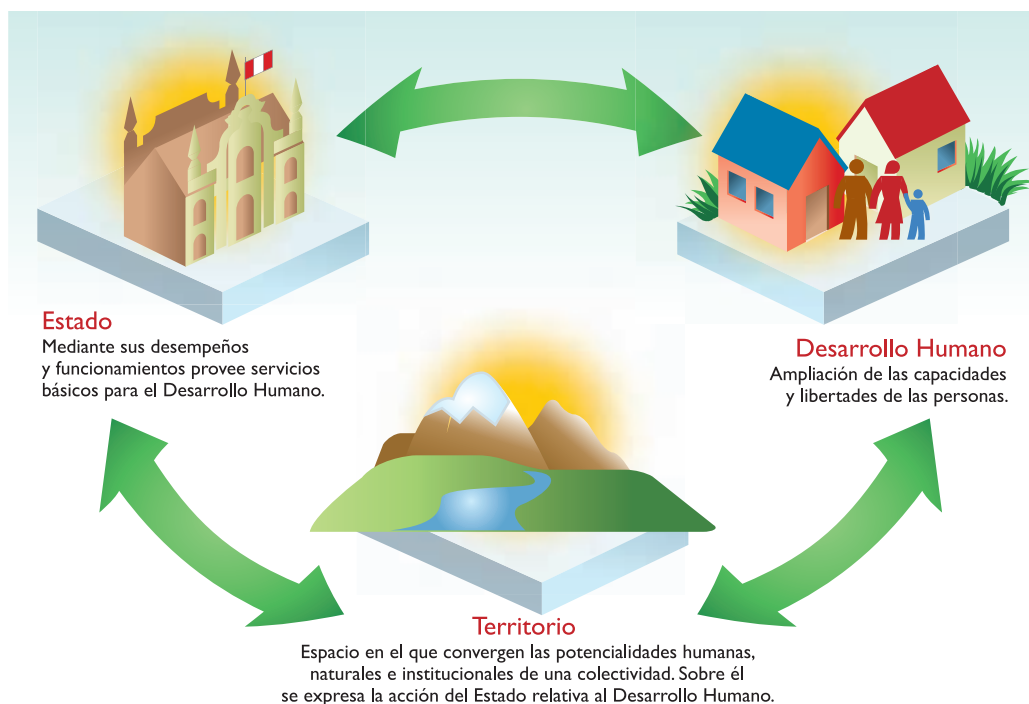 Estado
Mediante sus desempeños
y funcionamientos provee servicios
básicos para el Desarrollo Humano.
Desarrollo Humano
Ampliación de las capacidades
y libertades de las personas.
Territorio
Espacio en el que convergen las potencialidades humanas,
naturales e institucionales de una colectividad. Sobre él
se expresa la acción del Estado relativa al Desarrollo Humano.